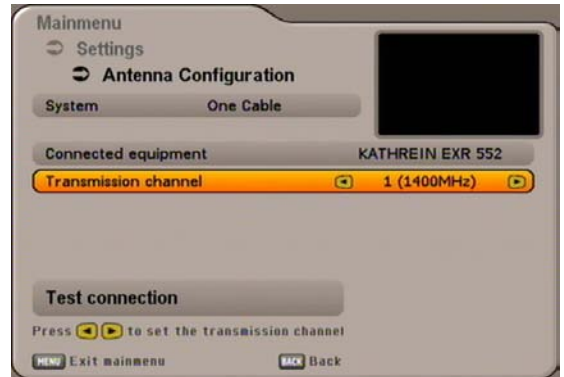 Mainmenu
Settings
Antenna Configuration
System One Cable
Connected equipment KATHREIN EXR 552
Transmission channel 1 (1400MHz)
Test connection
Press to set the transmission channel
MENU Exit mainmenu BACK Back